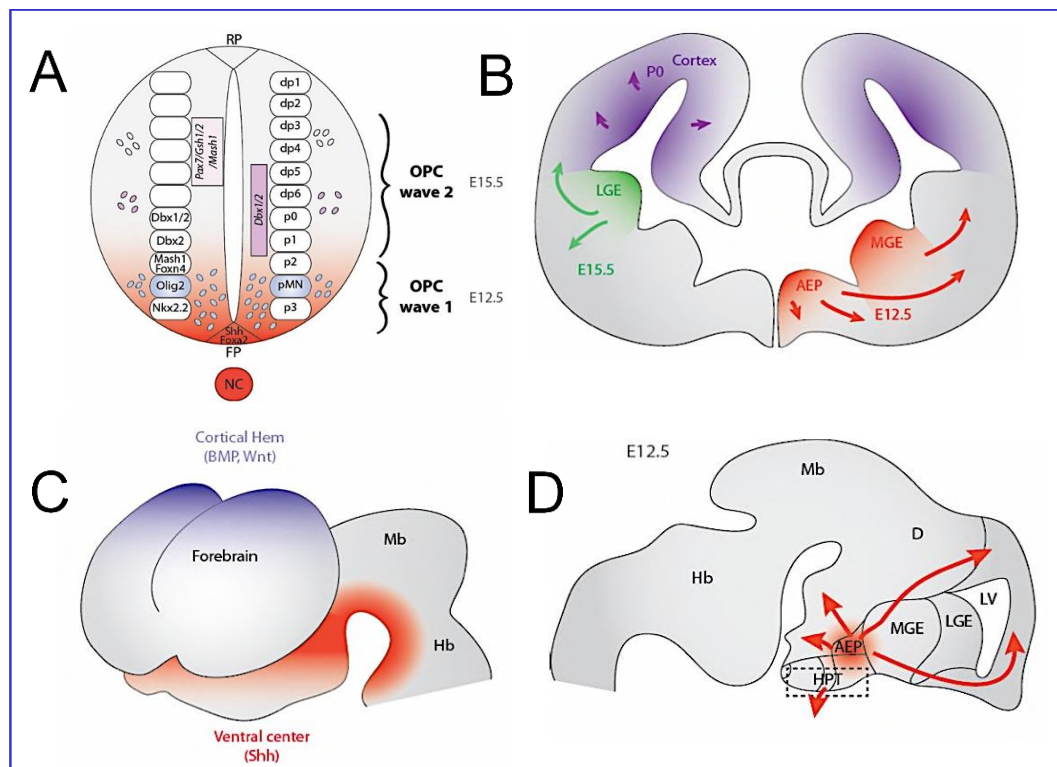 A
RP
dp1
dp2
dp3
dp4
dp5
dp6
p0
p1
p2
pMN
p3
Pax7/Gsh1/2
/Mash1
Dbx1/2
Dbx1/2
Dbx2
Mash1
Foxn4
Olig2
Nkx2.2
Shh
Foxa2
FP
NC
OPC
wave 2
E15.5
OPC
wave 1
E12.5
B
Cortex
P0
LGE
E15.5
MGE
AEP
E12.5
C
Cortical Hem
(BMP, Wnt)
Forebrain
Mb
Hb
Ventral center
(Shh)
D
E12.5
Mb
D
Hb
LV
MGE
LGE
AEP
HPT